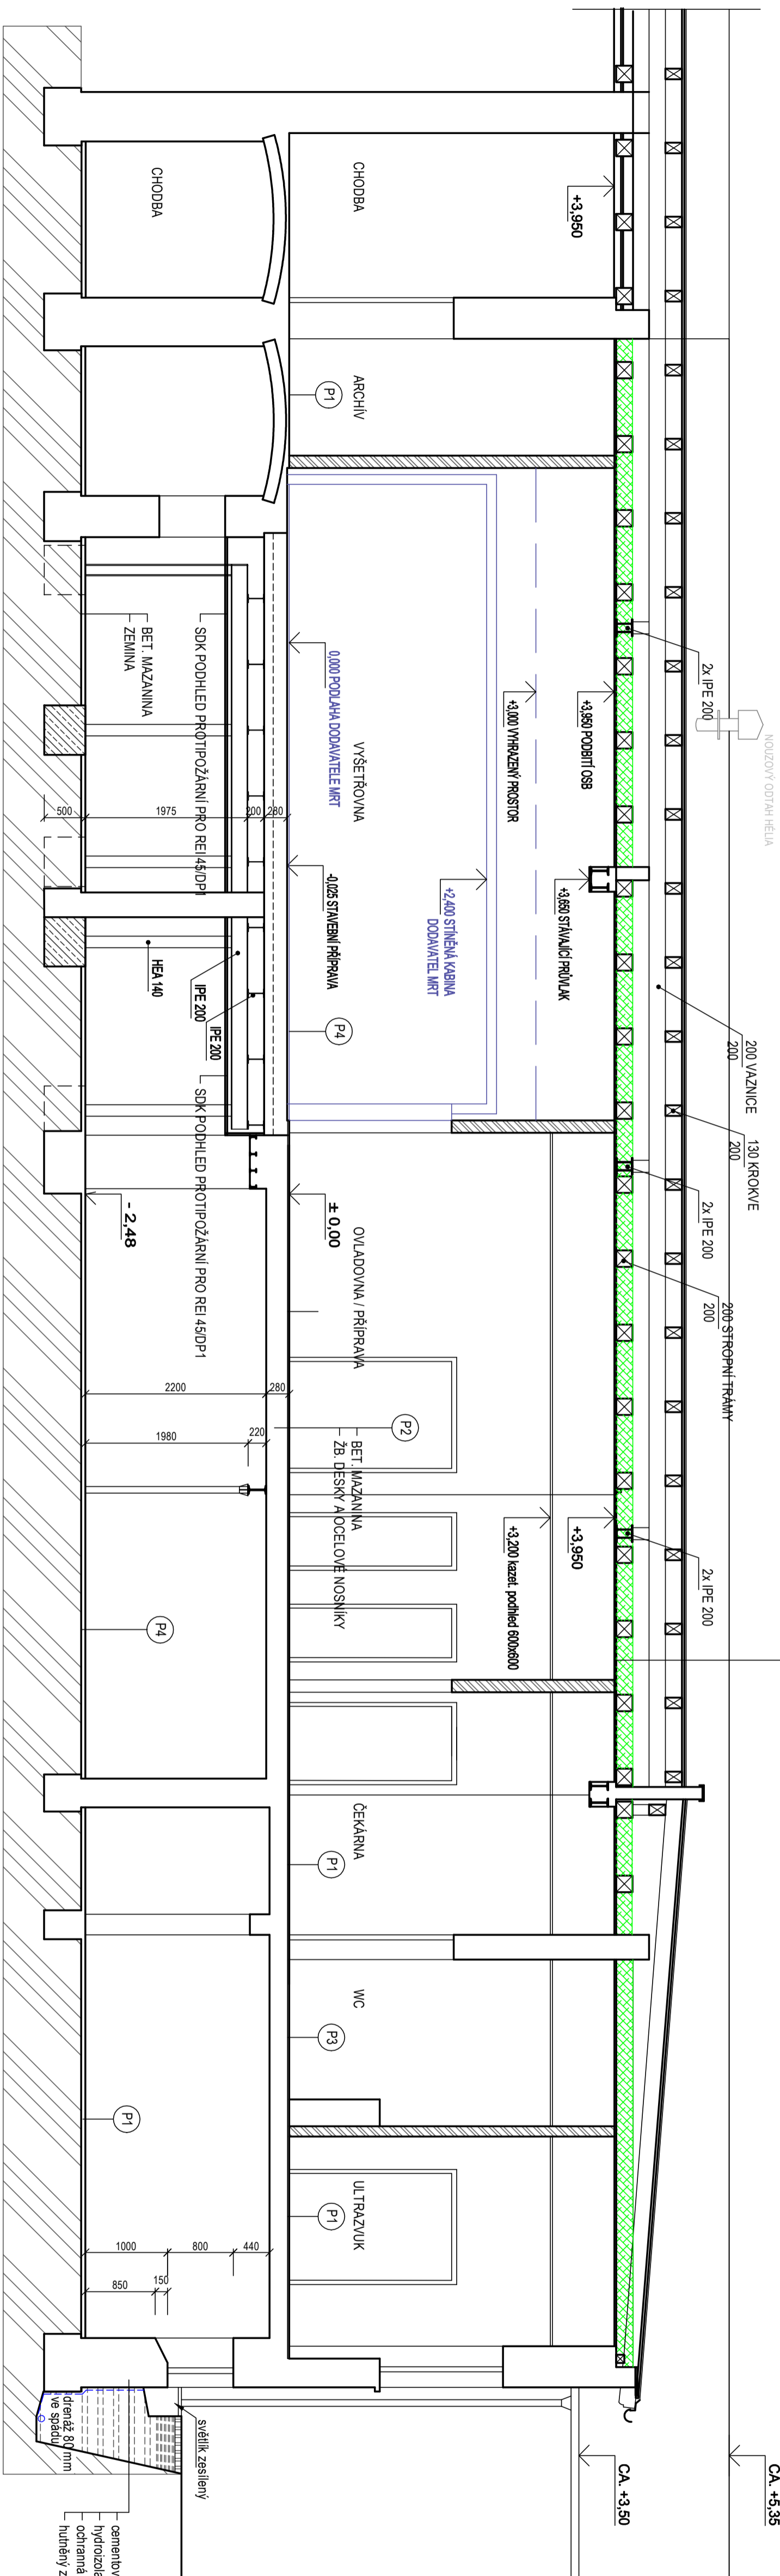 CA. +5,35
CA. +3,50
NOUZOVÝ ODTAH HÉLIA
200 VAZNICE
200
130 KROKVE
200
2x IPE 200
2x IPE 200
200 STROPNÍ TRÁMY
200
2x IPE 200
+3,950
+3,950 PODBITÍ OSB
+3,650 STÁVAJÍCÍ PRŮVLAK
+3,950
+3,000 VYHRAZENÝ PROSTOR
+3,200 kazet. podhled 600x600
+2,400 STÍNĚNÁ KABINA
DODAVATEL MRT
CHODBA
ARCHÍV
VYŠETŘOVNA
OVLADOVNA / PŘÍPRAVA
ČEKÁRNA
WC
ULTRAZVUK
P1
0,000 PODLAHA DODAVATELE MRT
-0,025 STAVEBNÍ PŘÍPRAVA
P4
± 0,00
P2
BET. MAZANINA
ŽB. DESKY A OCELOVÉ NOSNÍKY
P1
P3
P1
CHODBA
SDK PODHLED PROTIPOŽÁRNÍ PRO REI 45/DP1
BET. MAZANINA
ZEMINA
500
1975
200
280
IPE 200
IPE 200
HEA 140
SDK PODHLED PROTIPOŽÁRNÍ PRO REI 45/DP1
- 2,48
2200
280
1980
220
P4
P1
1000
800
440
850
150
světlík zesílený
drenáž 80 mm
ve spádu
cementov
hydroizola
ochranná
hutněný z